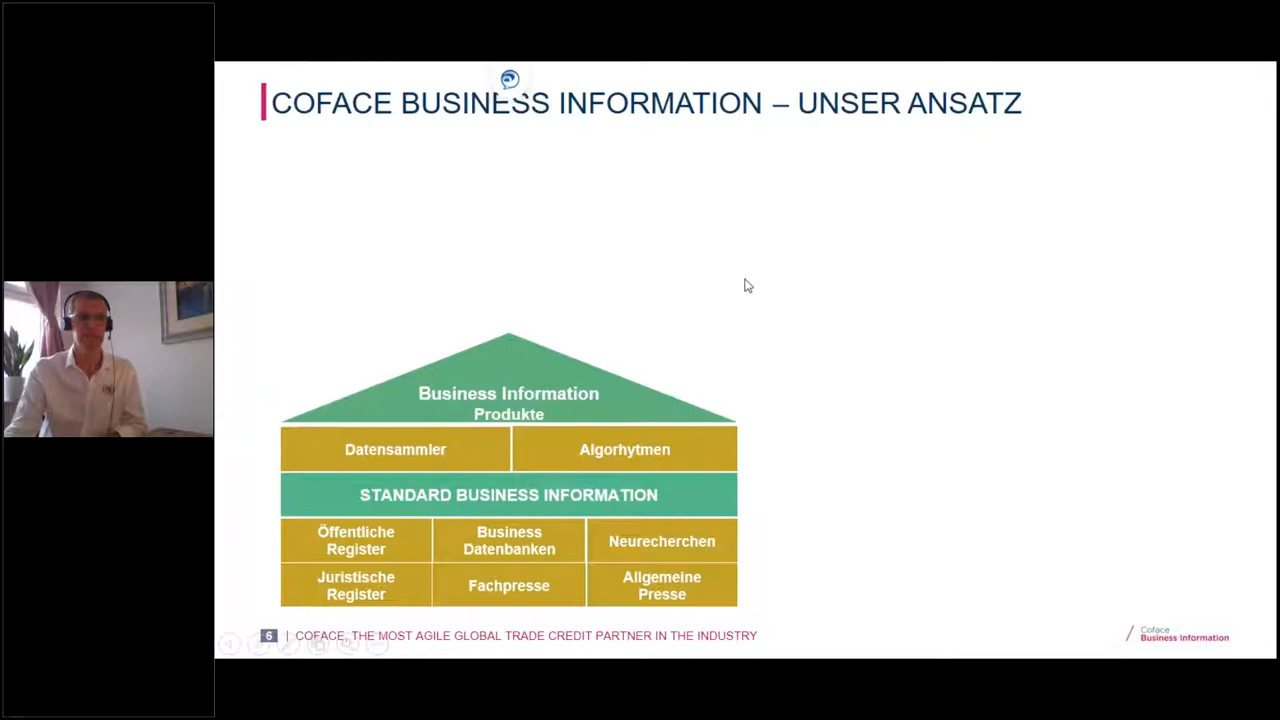 COFACE BUSINESS INFORMATION – UNSER ANSATZ
Business Information
Produkte
Datensammler
Algorhytmen
STANDARD BUSINESS INFORMATION
Öffentliche
Register
Business
Datenbanken
Neurecherchen
Juristische
Register
Fachpresse
Allgemeine
Presse
6 | COFACE, THE MOST AGILE GLOBAL TRADE CREDIT PARTNER IN THE INDUSTRY
Coface
Business Information